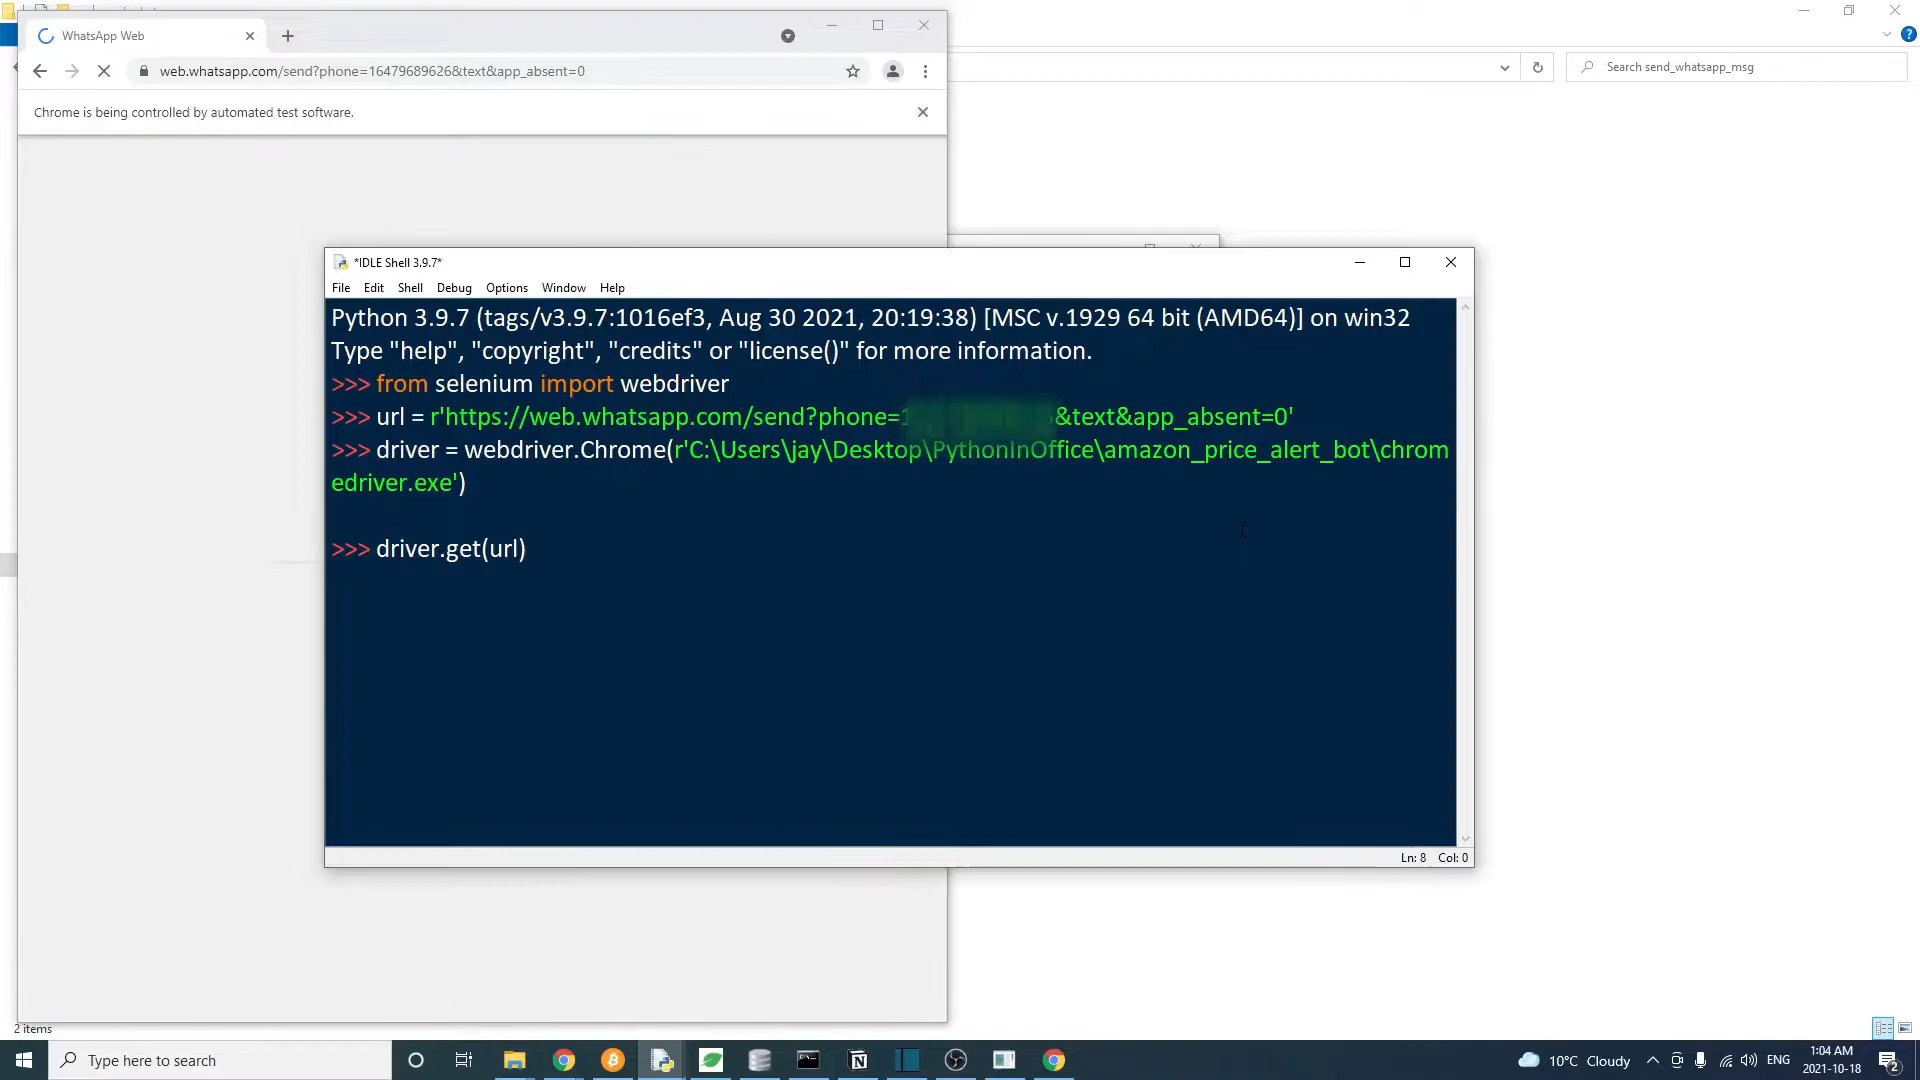 WhatsApp Web
web.whatsapp.com/send?phone=16479689626&text&app_absent=0
Search send_whatsapp_msg
Chrome is being controlled by automated test software.
*IDLE Shell 3.9.7*
File Edit Shell Debug Options Window Help
Python 3.9.7 (tags/v3.9.7:1016ef3, Aug 30 2021, 20:19:38) [MSC v.1929 64 bit (AMD64)] on win32
Type "help", "copyright", "credits" or "license()" for more information.
>>> from selenium import webdriver
>>> url = r'https://web.whatsapp.com/send?phone= &text&app_absent=0'
>>> driver = webdriver.Chrome(r'C:\Users\jay\Desktop\PythonInOffice\amazon_price_alert_bot\chrom
edriver.exe')
>>> driver.get(url)
Ln: 8 Col: 0
2 items
Type here to search
10°C Cloudy
ENG
1:04 AM
2021-10-18
2